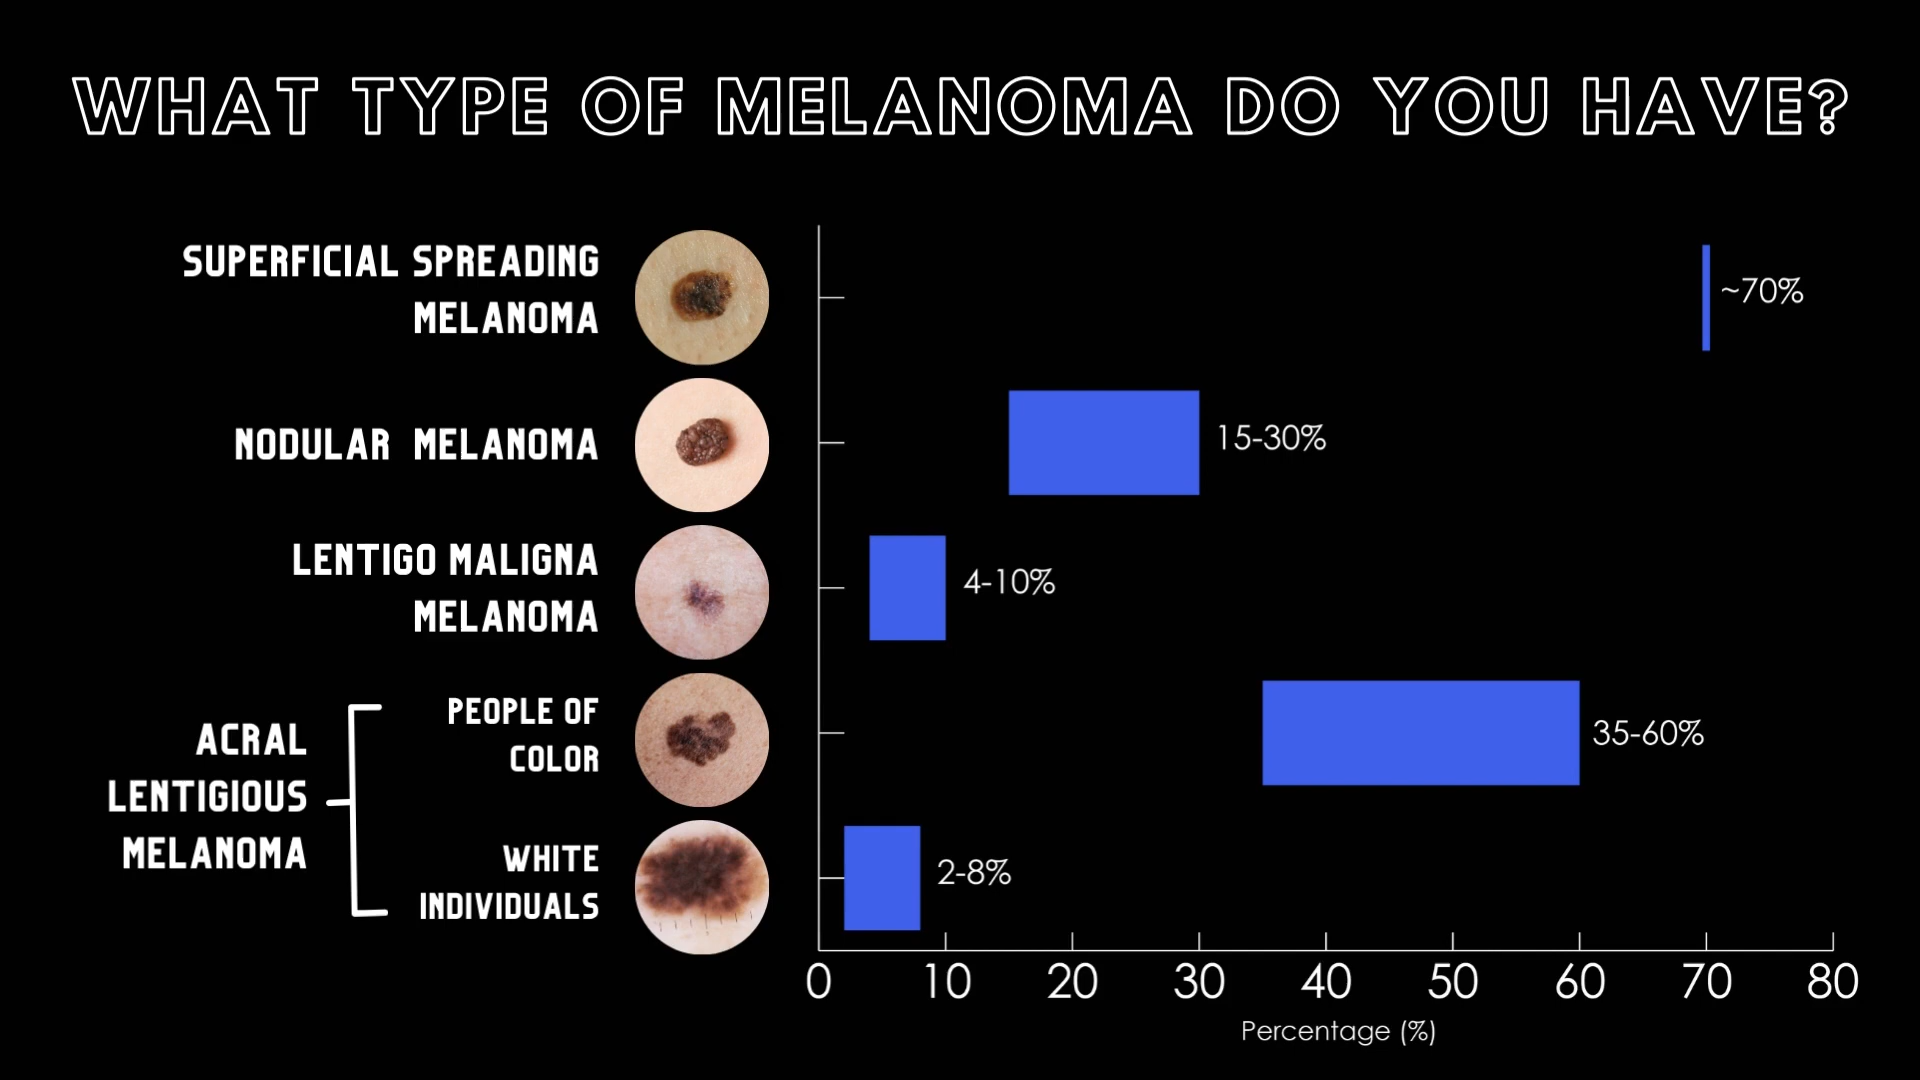 WHAT TYPE OF MELANOMA DO YOU HAVE?
SUPERFICIAL SPREADING
MELANOMA
~70%
NODULAR MELANOMA
15-30%
LENTIGO MALIGNA
MELANOMA
4-10%
ACRAL
LENTIGIOUS
MELANOMA
PEOPLE OF
COLOR
35-60%
WHITE
INDIVIDUALS
2-8%
0 10 20 30 40 50 60 70 80
Percentage (%)